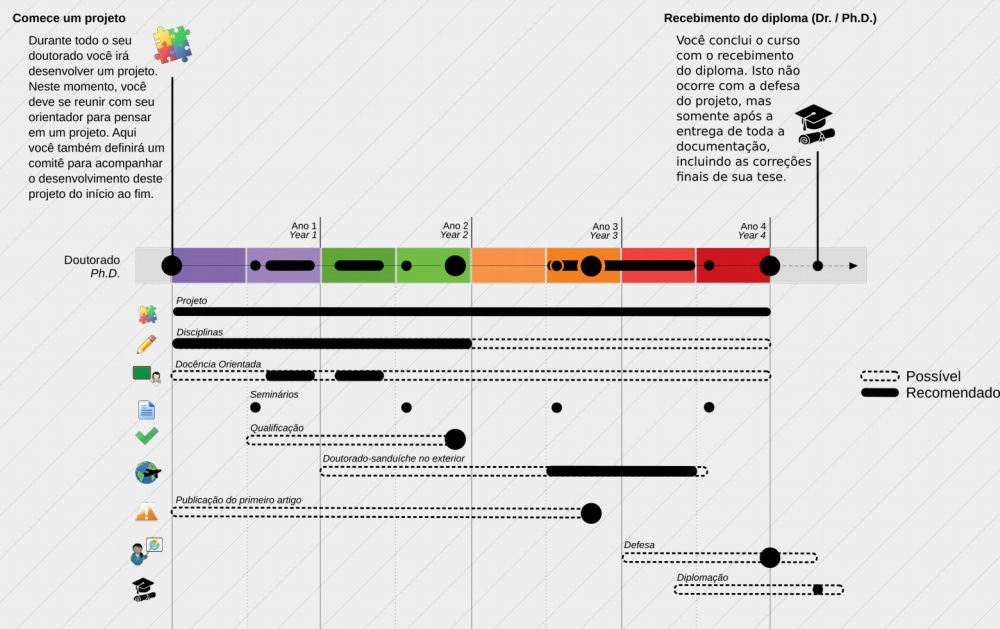 Comece um projeto
Durante todo o seu
doutorado você irá
desenvolver um projeto.
Neste momento, você
deve se reunir com seu
orientador para pensar
em um projeto. Aqui
você também definirá um
comitê para acompanhar
o desenvolvimento deste
projeto do início ao fim.
Recebimento do diploma (Dr. / Ph.D.)
Você conclui o curso
com o recebimento
do diploma. Isto não
ocorre com a defesa
do projeto, mas
somente após a
entrega de toda a
documentação,
incluindo as correções
finais de sua tese.
Ano 1
Year 1
Ano 2
Year 2
Ano 3
Year 3
Ano 4
Year 4
Doutorado
Ph.D.
Projeto
Disciplinas
Docência Orientada
Seminários
Qualificação
Doutorado-sanduíche no exterior
Publicação do primeiro artigo
Defesa
Diplomação
Possível
Recomendado